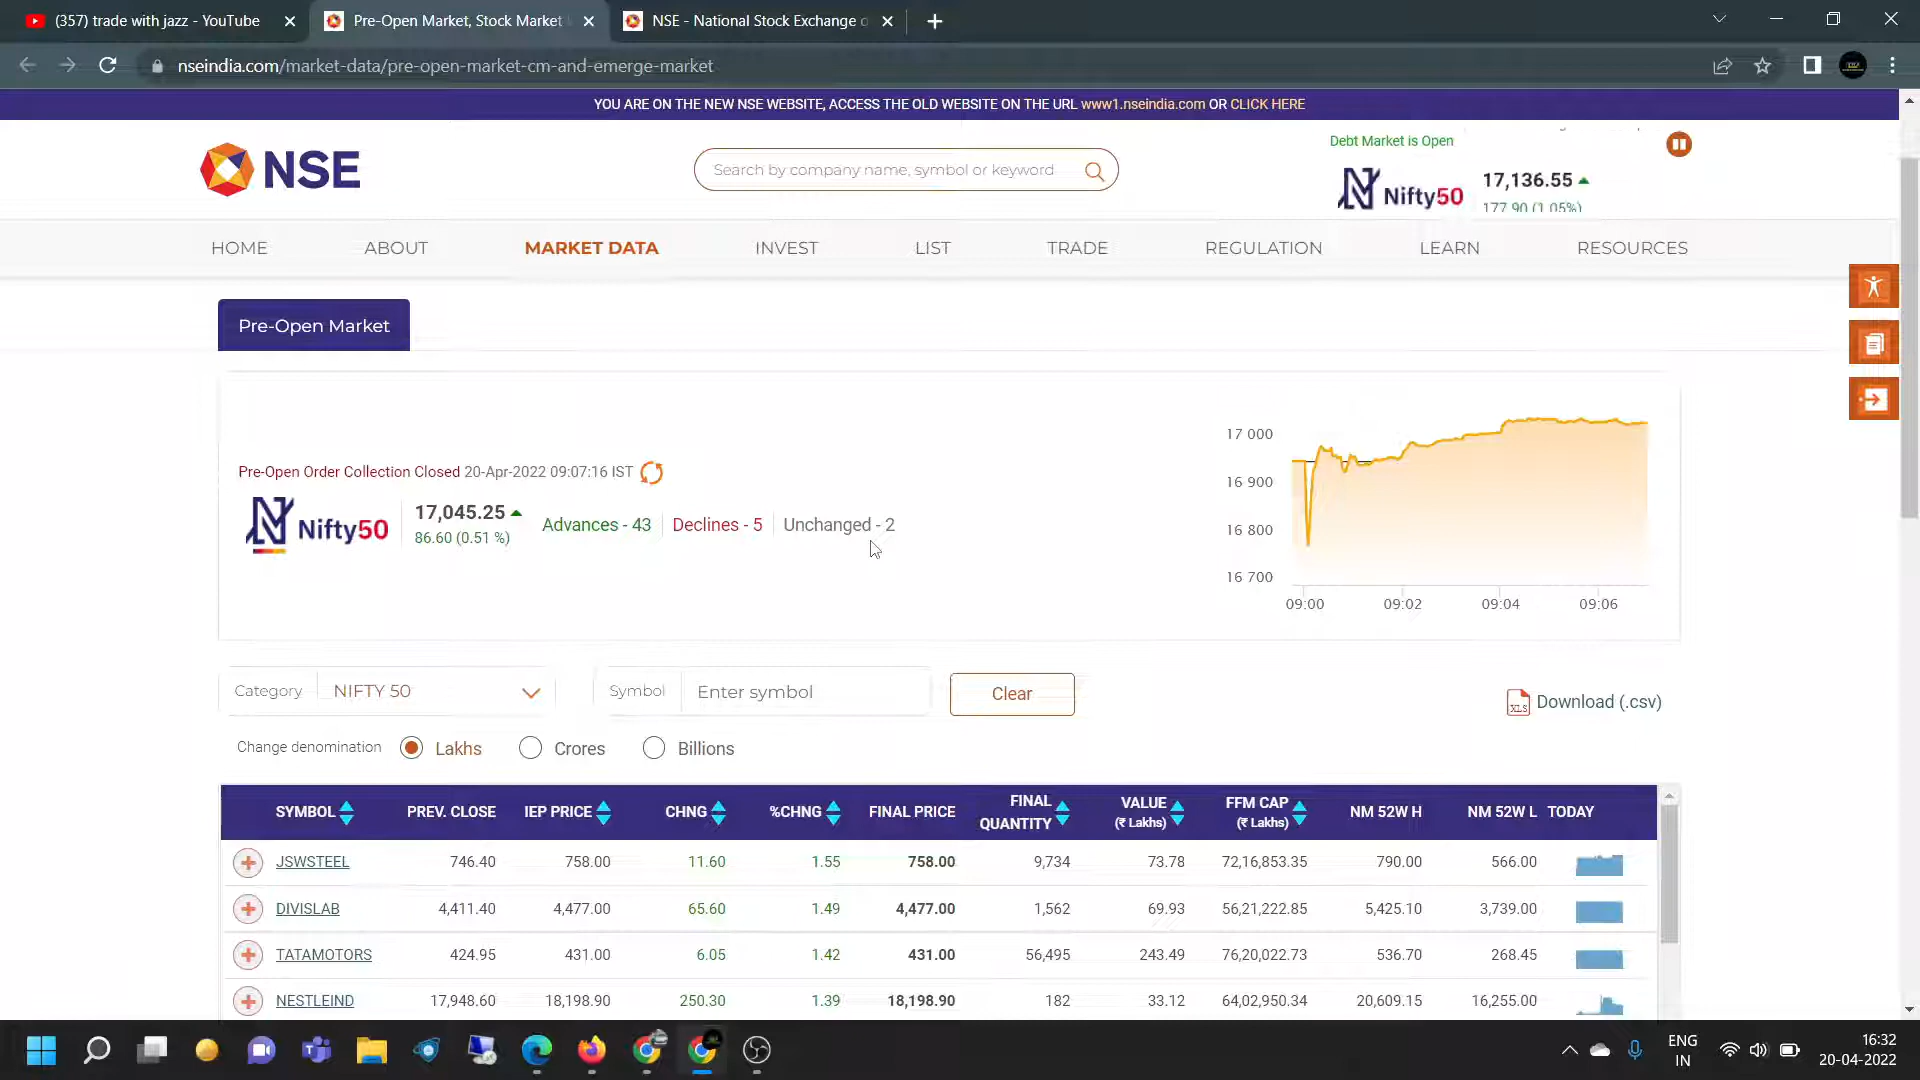 (357) trade with jazz - YouTube
Pre-Open Market, Stock Market
NSE - National Stock Exchange o
nseindia.com/market-data/pre-open-market-cm-and-emerge-market
YOU ARE ON THE NEW NSE WEBSITE, ACCESS THE OLD WEBSITE ON THE URL www1.nseindia.com OR CLICK HERE
NSE
Search by company name, symbol or keyword
Debt Market is Open
Nifty50
17,136.55
177.90 (1.05%)
HOME ABOUT MARKET DATA INVEST LIST TRADE REGULATION LEARN RESOURCES
Pre-Open Market
Pre-Open Order Collection Closed 20-Apr-2022 09:07:16 IST
Nifty50
17,045.25
86.60 (0.51 %)
Advances - 43 Declines - 5 Unchanged - 2
17 000
16 900
16 800
16 700
09:00 09:02 09:04 09:06
Category NIFTY 50 Symbol Enter symbol Clear
XLS Download (.csv)
Change denomination Lakhs Crores Billions
SYMBOL PREV. CLOSE IEP PRICE CHNG %CHNG FINAL PRICE FINAL QUANTITY VALUE (₹ Lakhs) FFM CAP (₹ Lakhs) NM 52W H NM 52W L TODAY
JSWSTEEL 746.40 758.00 11.60 1.55 758.00 9,734 73.78 72,16,853.35 790.00 566.00
DIVISLAB 4,411.40 4,477.00 65.60 1.49 4,477.00 1,562 69.93 56,21,222.85 5,425.10 3,739.00
TATAMOTORS 424.95 431.00 6.05 1.42 431.00 56,495 243.49 76,20,022.73 536.70 268.45
NESTLEIND 17,948.60 18,198.90 250.30 1.39 18,198.90 182 33.12 64,02,950.34 20,609.15 16,255.00
ENG
IN
16:32
20-04-2022